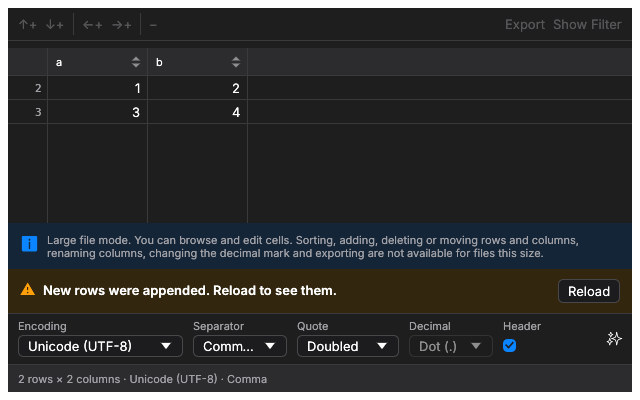 Export Show Filter
a b
2 1 2
3 3 4
Large file mode. You can browse and edit cells. Sorting, adding, deleting or moving rows and columns,
renaming columns, changing the decimal mark and exporting are not available for files this size.
New rows were appended. Reload to see them. Reload
Encoding Separator Quote Decimal Header
Unicode (UTF-8) Comm... Doubled Dot (.)
2 rows × 2 columns · Unicode (UTF-8) · Comma